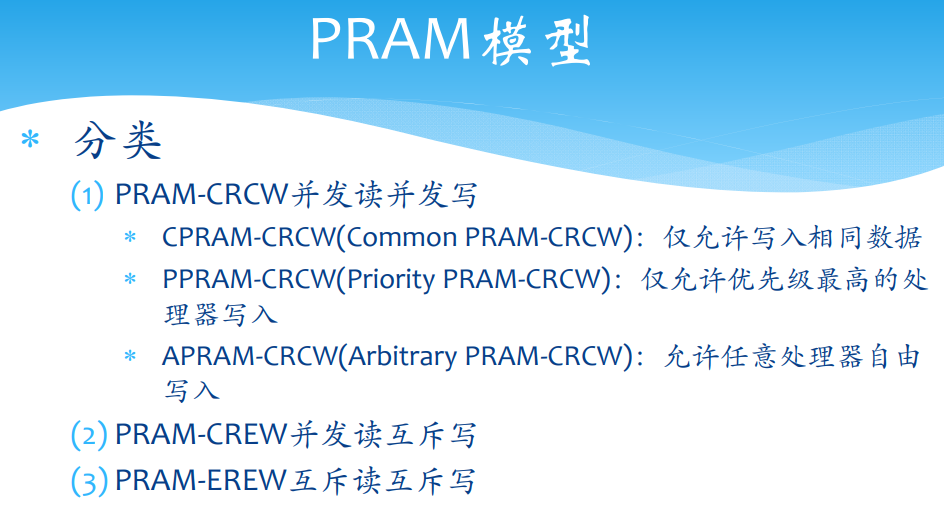 PRAM模型
* 分类
(1) PRAM-CRCW并发读并发写
* CPRAM-CRCW(Common PRAM-CRCW)：仅允许写入相同数据
* PPRAM-CRCW(Priority PRAM-CRCW)：仅允许优先级最高的处
理器写入
* APRAM-CRCW(Arbitrary PRAM-CRCW)：允许任意处理器自由
写入
(2) PRAM-CREW并发读互斥写
(3) PRAM-EREW互斥读互斥写